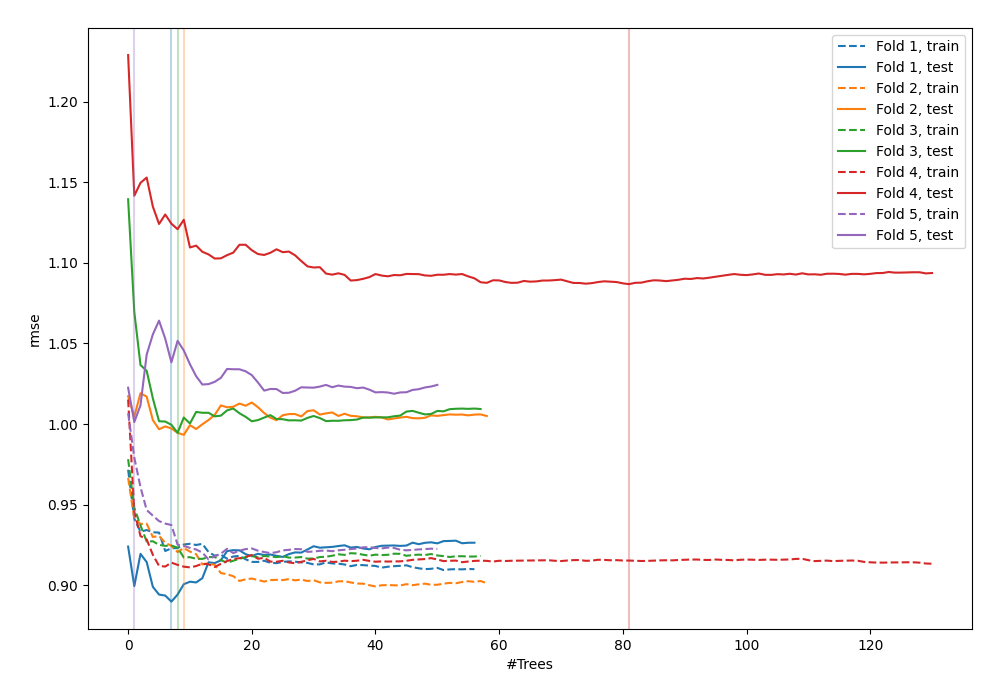 1.20
1.15
1.10
1.05
1.00
0.95
0.90
rmse
0
20
40
60
80
100
120
#Trees
Fold 1, train
Fold 1, test
Fold 2, train
Fold 2, test
Fold 3, train
Fold 3, test
Fold 4, train
Fold 4, test
Fold 5, train
Fold 5, test